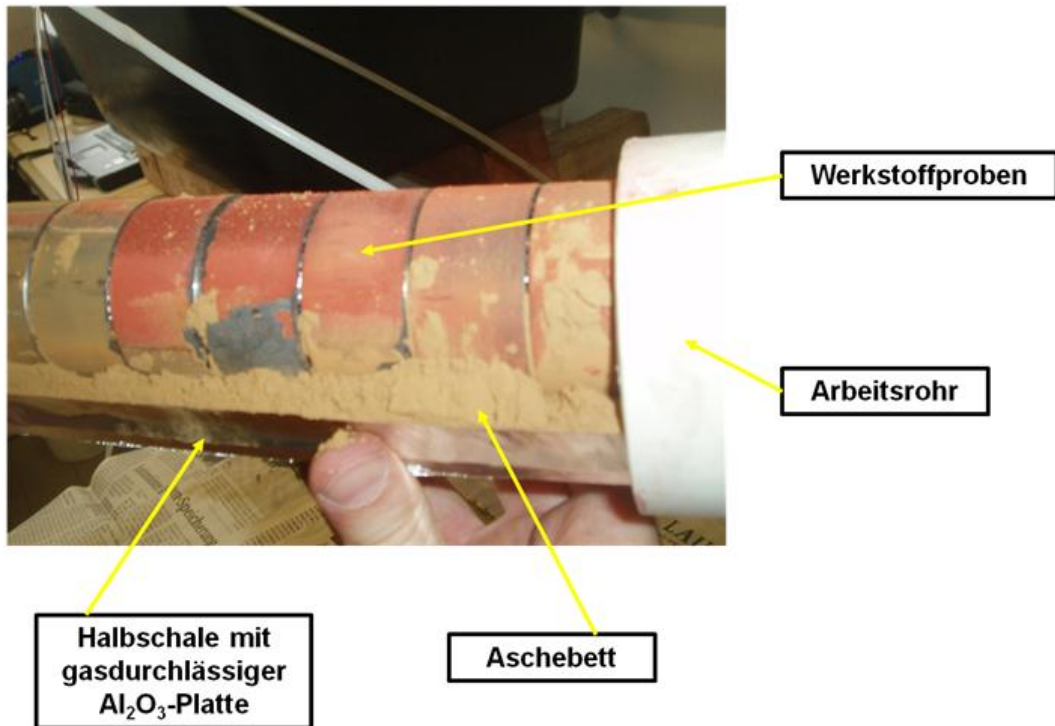 Werkstoffproben
Arbeitsrohr
Halbschale mit
gasdurchlässiger
Al₂O₃-Platte
Aschebett